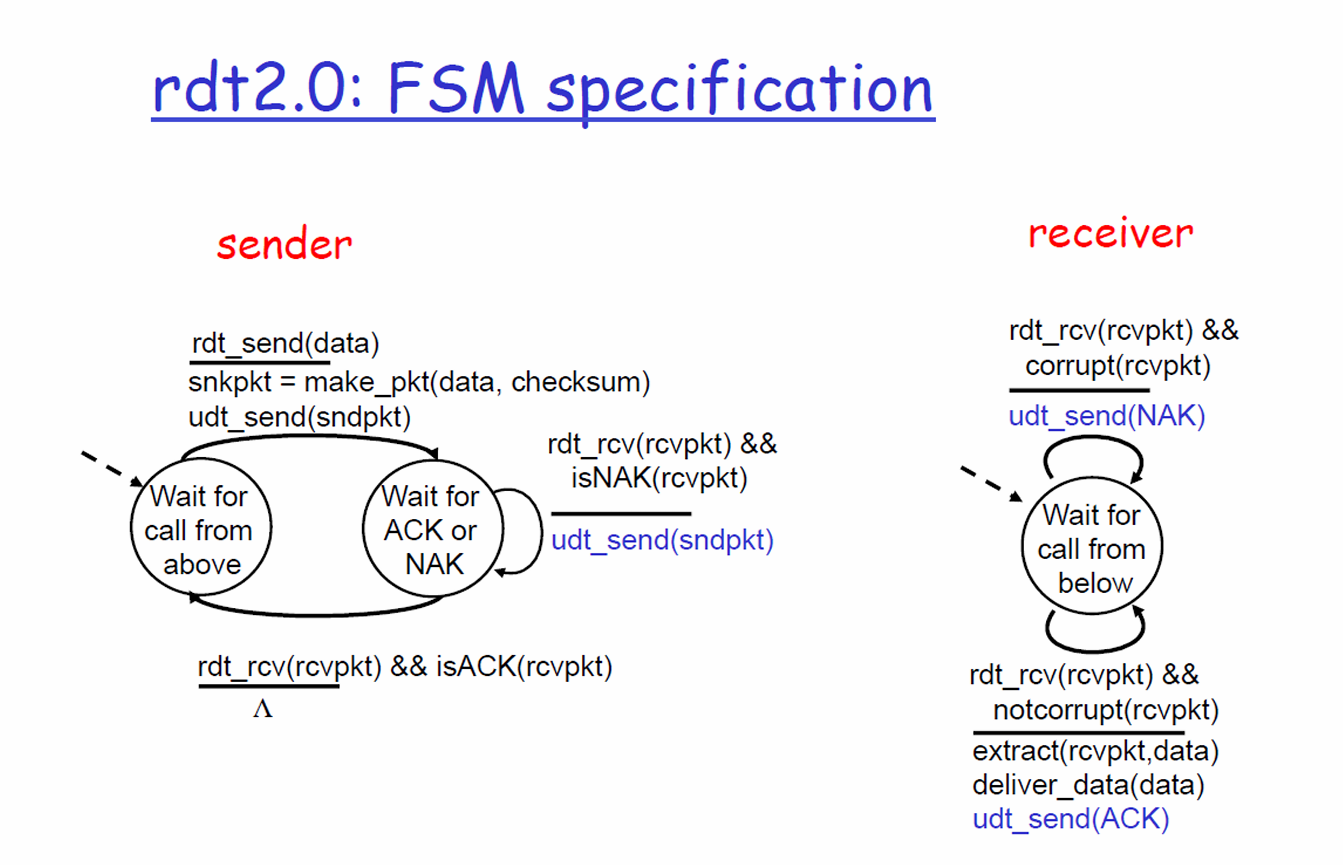 rdt2.0: FSM specification
sender
rdt_send(data)
snkpkt = make_pkt(data, checksum)
udt_send(sndpkt)
Wait for
call from
above
Wait for
ACK or
NAK
rdt_rcv(rcvpkt) &&
isNAK(rcvpkt)
udt_send(sndpkt)
rdt_rcv(rcvpkt) && isACK(rcvpkt)
Λ
receiver
rdt_rcv(rcvpkt) &&
corrupt(rcvpkt)
udt_send(NAK)
Wait for
call from
below
rdt_rcv(rcvpkt) &&
notcorrupt(rcvpkt)
extract(rcvpkt,data)
deliver_data(data)
udt_send(ACK)